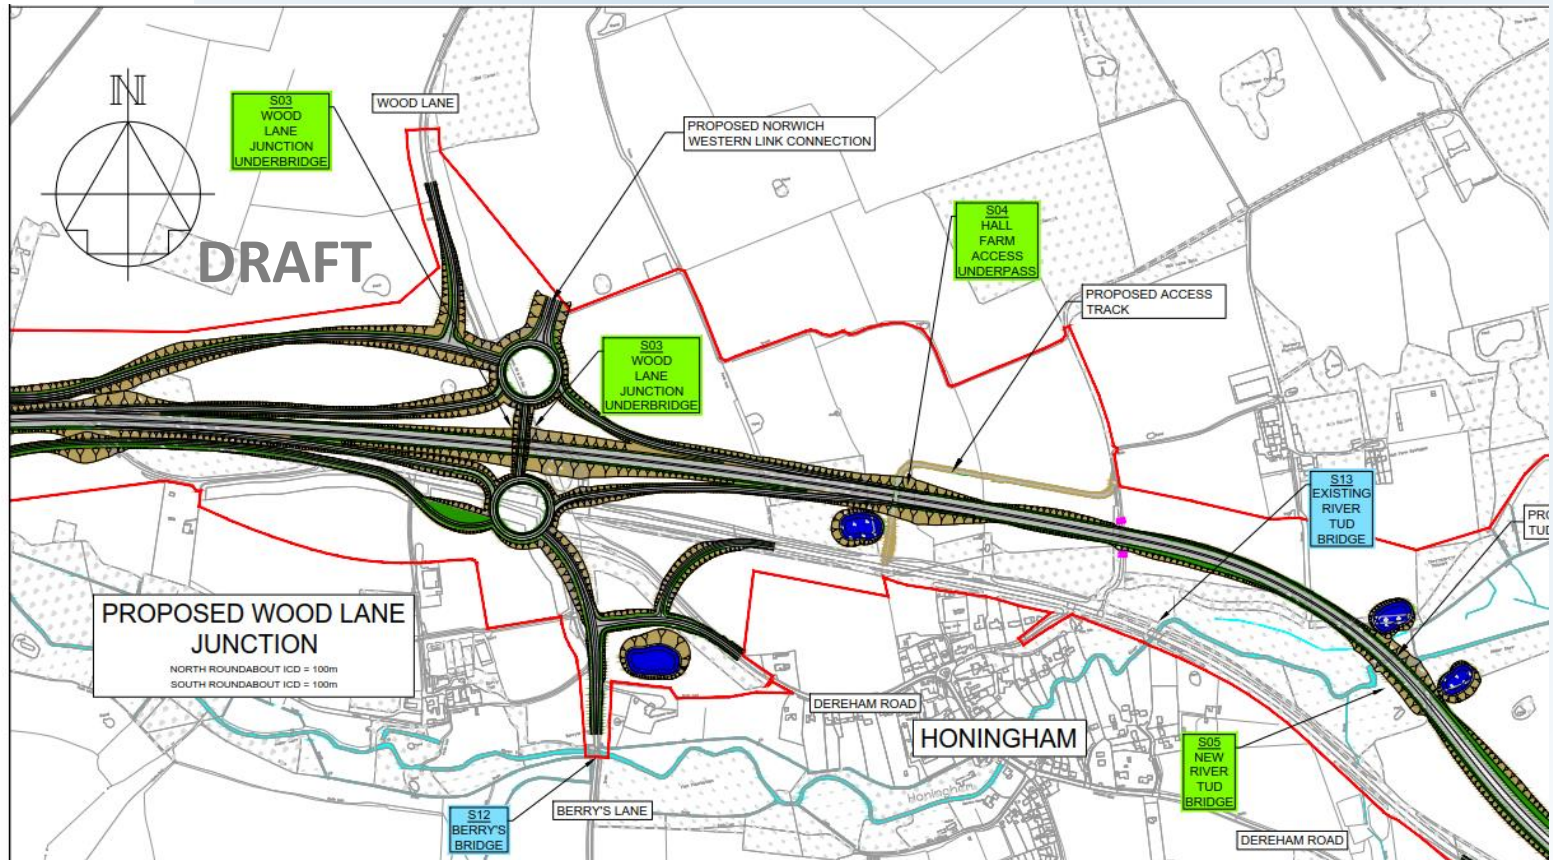 N
DRAFT
S03
WOOD
LANE
JUNCTION
UNDERBRIDGE
WOOD LANE
PROPOSED NORWICH
WESTERN LINK CONNECTION
S04
HALL
FARM
ACCESS
UNDERPASS
PROPOSED ACCESS
TRACK
S03
WOOD
LANE
JUNCTION
UNDERBRIDGE
S13
EXISTING
RIVER
TUD
BRIDGE
PRO
TUD
PROPOSED WOOD LANE
JUNCTION
NORTH ROUNDABOUT ICD = 100m
SOUTH ROUNDABOUT ICD = 100m
DEREHAM ROAD
HONINGHAM
S05
NEW
RIVER
TUD
BRIDGE
Honingham
S12
BERRY'S
BRIDGE
BERRY'S LANE
DEREHAM ROAD